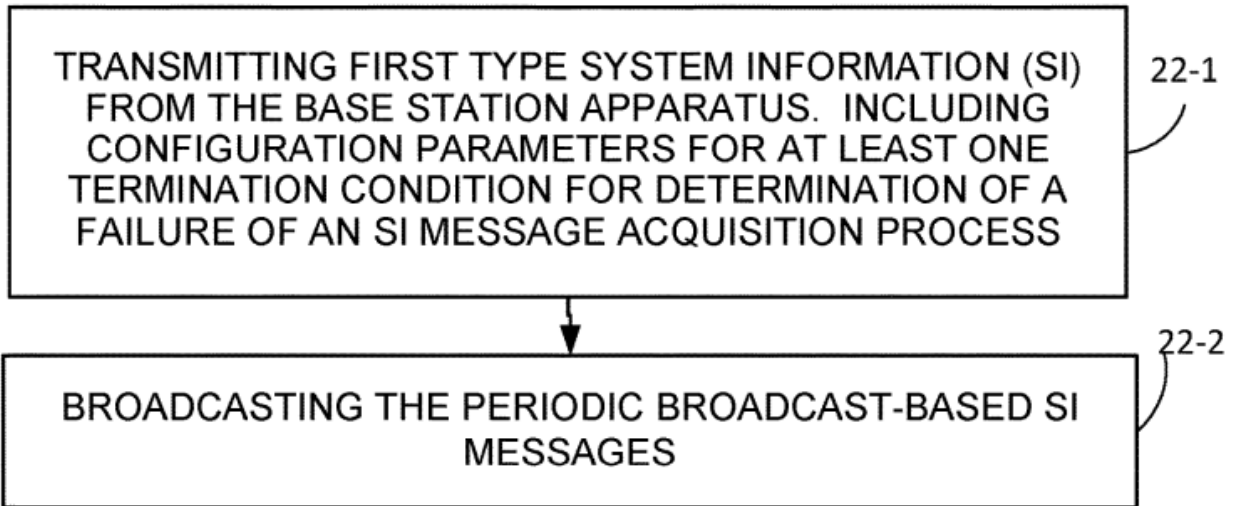 TRANSMITTING FIRST TYPE SYSTEM INFORMATION (SI)
FROM THE BASE STATION APPARATUS. INCLUDING
CONFIGURATION PARAMETERS FOR AT LEAST ONE
TERMINATION CONDITION FOR DETERMINATION OF A
FAILURE OF AN SI MESSAGE ACQUISITION PROCESS
22-1
22-2
BROADCASTING THE PERIODIC BROADCAST-BASED SI
MESSAGES